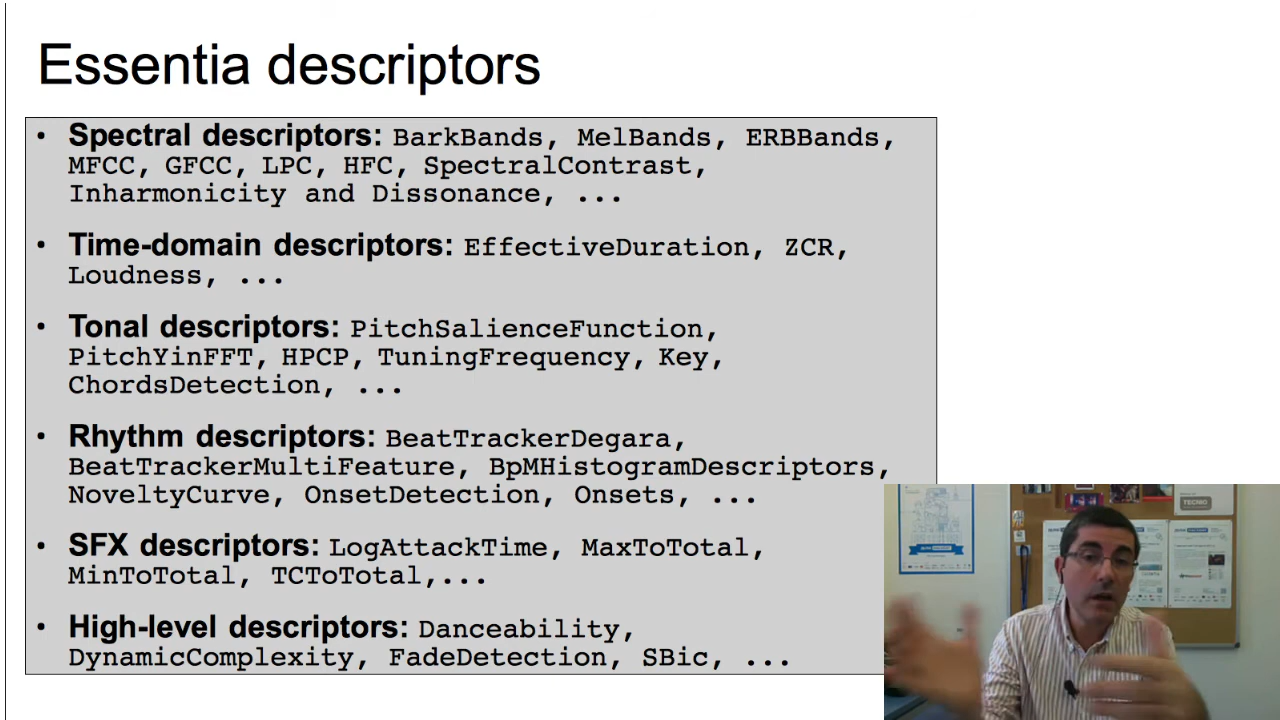 Essentia descriptors
• Spectral descriptors: BarkBands, MelBands, ERBBands,
MFCC, GFCC, LPC, HFC, SpectralContrast,
Inharmonicity and Dissonance, ...
• Time-domain descriptors: EffectiveDuration, ZCR,
Loudness, ...
• Tonal descriptors: PitchSalienceFunction,
PitchYinFFT, HPCP, TuningFrequency, Key,
ChordsDetection, ...
• Rhythm descriptors: BeatTrackerDegara,
BeatTrackerMultiFeature, BpMHistogramDescriptors,
NoveltyCurve, OnsetDetection, Onsets, ...
• SFX descriptors: LogAttackTime, MaxToTotal,
MinToTotal, TCToTotal,...
• High-level descriptors: Danceability,
DynamicComplexity, FadeDetection, SBic, ...
TECNIO